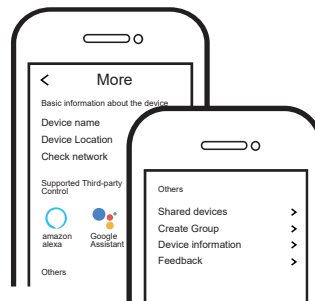 More
Basic information about the device
Device name
Device Location
Check network
Supported Third-party
Control
amazon
alexa
Google
Assistant
Others
Others
Shared devices
Create Group
Device information
Feedback